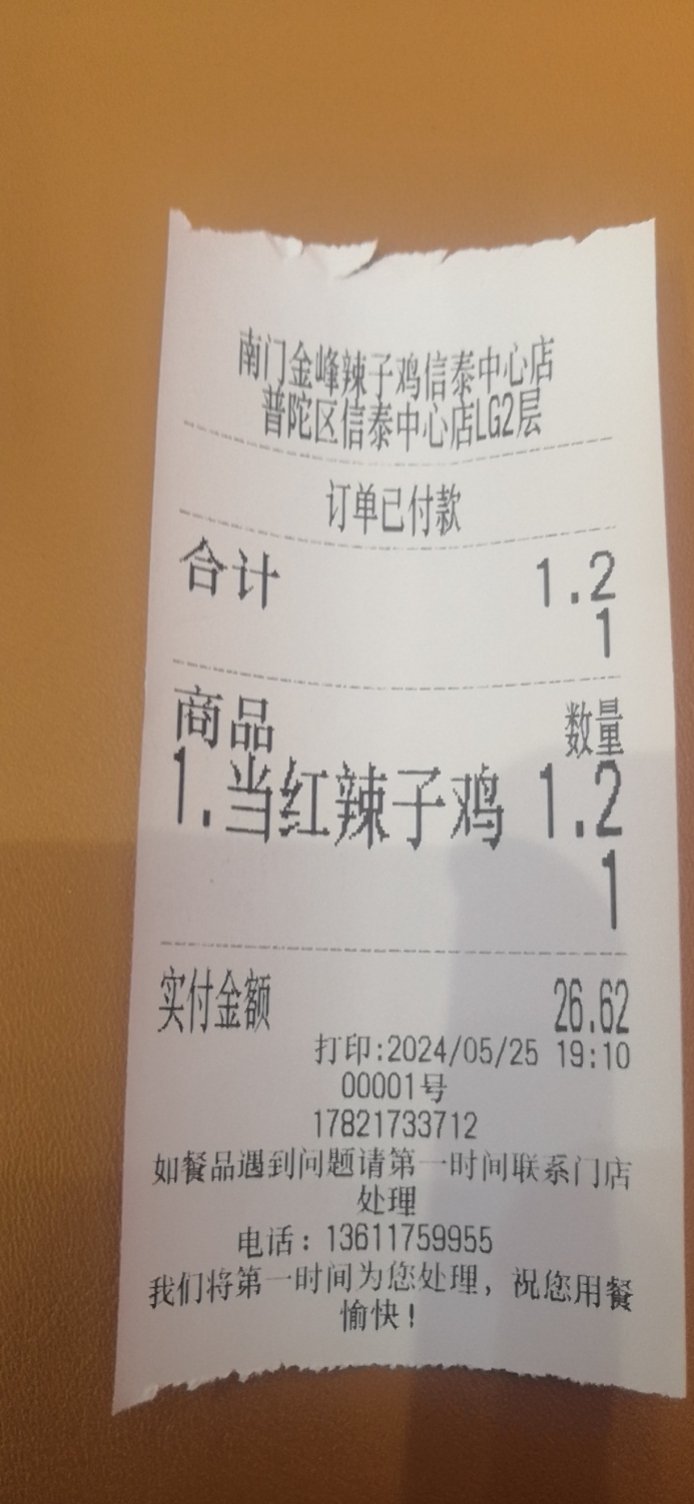 南门金峰辣子鸡信泰中心店
普陀区信泰中心店LG2层
订单已付款
合计 1.2
1
商品 数量
1.当红辣子鸡 1.2
1
实付金额 26.62
打印:2024/05/25 19:10
00001号
17821733712
如餐品遇到问题请第一时间联系门店
处理
电话：13611759955
我们将第一时间为您处理，祝您用餐
愉快！